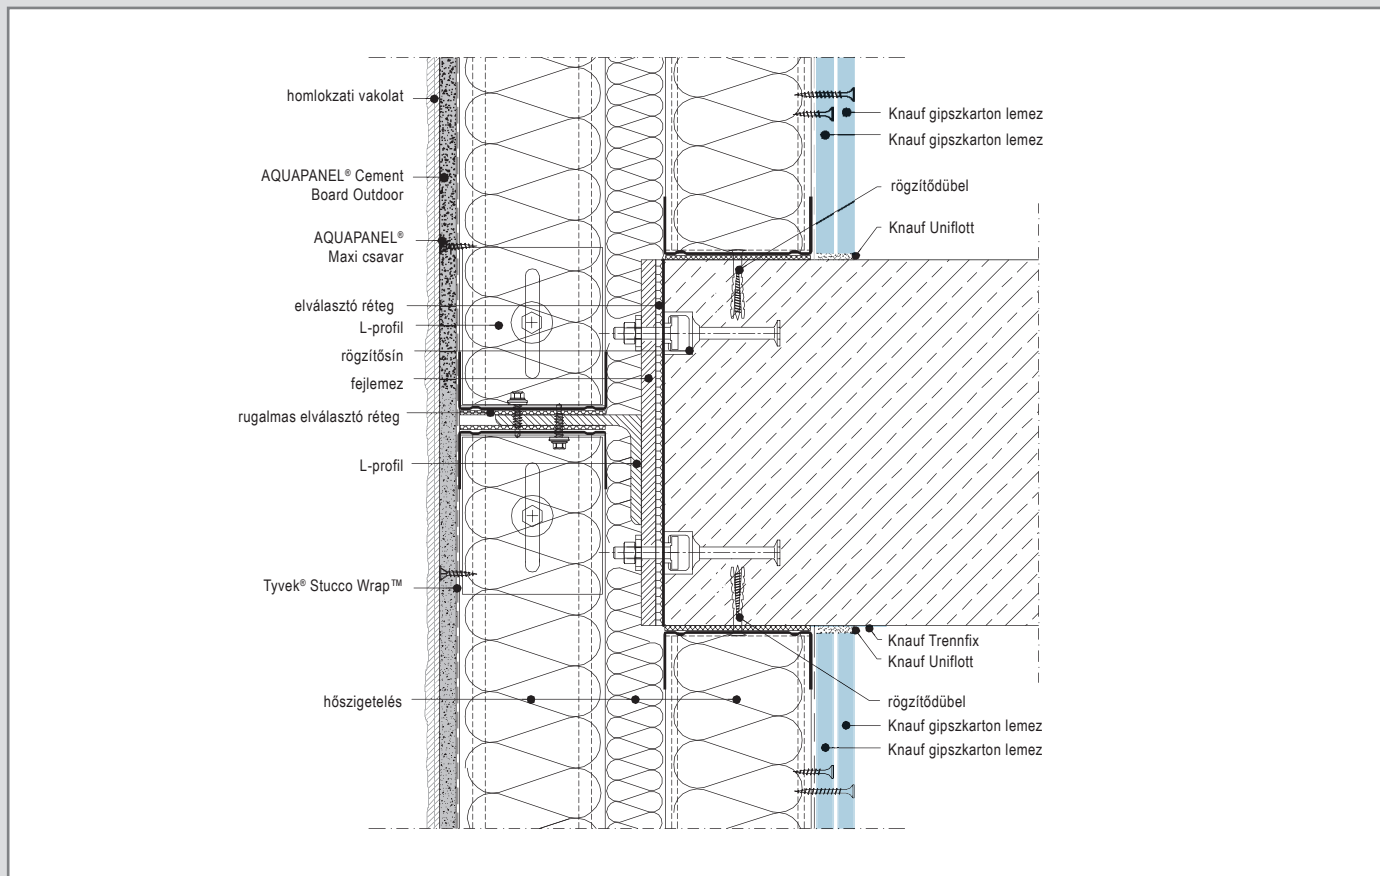 homlokzati vakolat
AQUAPANEL® Cement
Board Outdoor
AQUAPANEL®
Maxi csavar
elválasztó réteg
L-profil
rögzítősín
fejlemez
rugalmas elválasztó réteg
L-profil
Tyvek® Stucco Wrap™
hőszigetelés
Knauf gipszkarton lemez
Knauf gipszkarton lemez
rögzítődübel
Knauf Uniflott
Knauf Trennfix
Knauf Uniflott
rögzítődübel
Knauf gipszkarton lemez
Knauf gipszkarton lemez